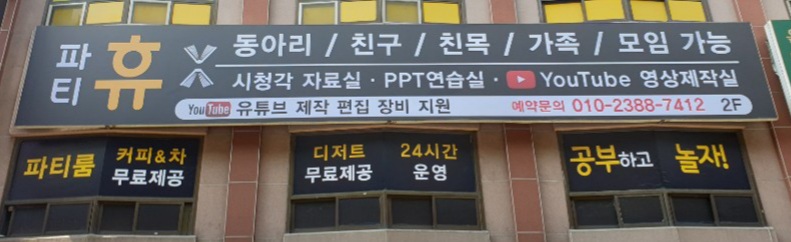 파티 휴
동아리 / 친구 / 친목 / 가족 / 모임 가능
시청각 자료실 · PPT연습실 · YouTube 영상제작실
YouTube 유튜브 제작 편집 장비 지원 예약문의 010-2388-7412 2F
파티룸 커피&차 무료제공
디저트 무료제공
24시간 운영
공부하고 놀자!